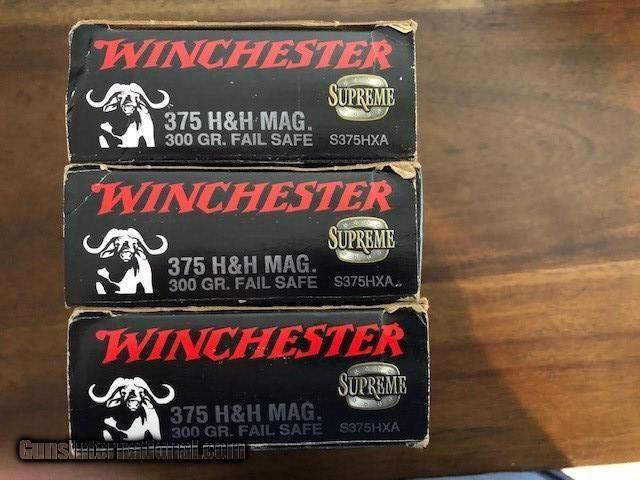 WINCHESTER
SUPREME
375 H&H MAG.
300 GR. FAIL SAFE S375HXA
WINCHESTER
SUPREME
375 H&H MAG.
300 GR. FAIL SAFE S375HXA
WINCHESTER
SUPREME
375 H&H MAG.
300 GR. FAIL SAFE S375HXA
GunsInternational.com